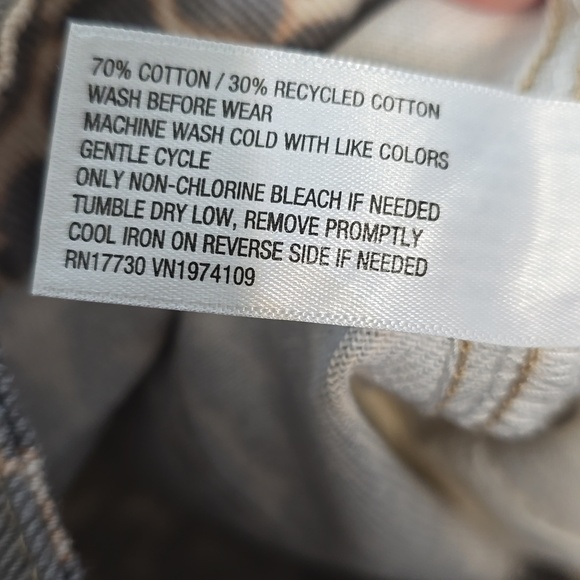 70% COTTON / 30% RECYCLED COTTON
WASH BEFORE WEAR
MACHINE WASH COLD WITH LIKE COLORS
GENTLE CYCLE
ONLY NON-CHLORINE BLEACH IF NEEDED
TUMBLE DRY LOW, REMOVE PROMPTLY
COOL IRON ON REVERSE SIDE IF NEEDED
RN17730 VN1974109